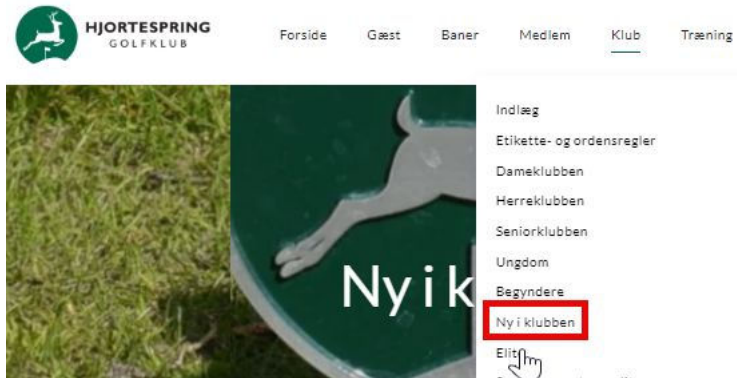 HJORTESPRING
GOLFKLUB
Forside Gæst Baner Medlem Klub Træning
Indlæg
Etikette- og ordensregler
Dameklubben
Herreklubben
Seniorklubben
Ungdom
Begyndere
Ny i klubben
Ny i k